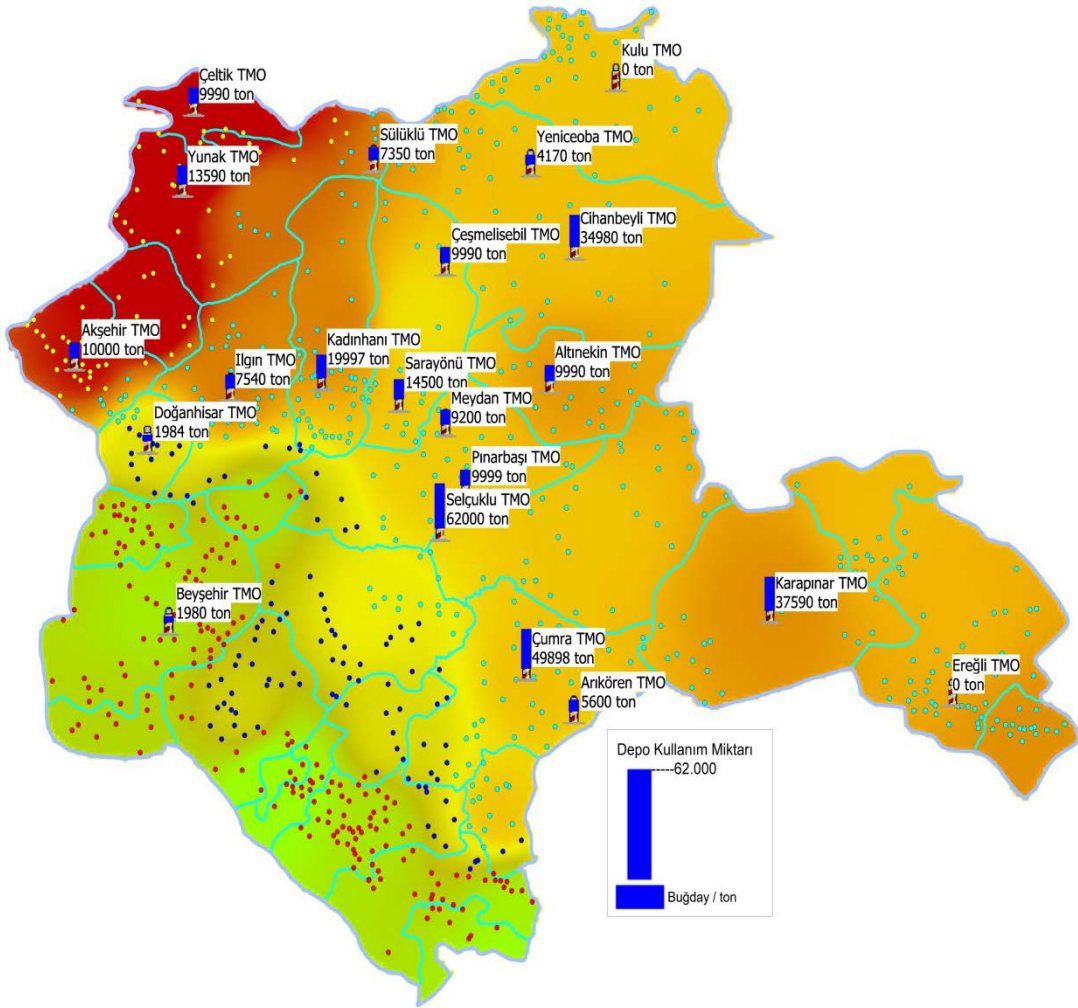 Kulu TMO
0 ton
Çeltik TMO
9990 ton
Sülüklü TMO
7350 ton
Yeniceoba TMO
4170 ton
Yunak TMO
13590 ton
Cihanbeyli TMO
34980 ton
Çeşmelisebil TMO
9990 ton
Akşehir TMO
10000 ton
Ilgın TMO
7540 ton
Kadınhanı TMO
19997 ton
Sarayönü TMO
14500 ton
Altınekin TMO
9990 ton
Meydan TMO
9200 ton
Doğanhisar TMO
1984 ton
Pınarbaşı TMO
9999 ton
Selçuklu TMO
62000 ton
Karapınar TMO
37590 ton
Beyşehir TMO
1980 ton
Çumra TMO
49898 ton
Ereğli TMO
0 ton
Arıkören TMO
5600 ton
Depo Kullanım Miktarı
----62.000
Buğday / ton